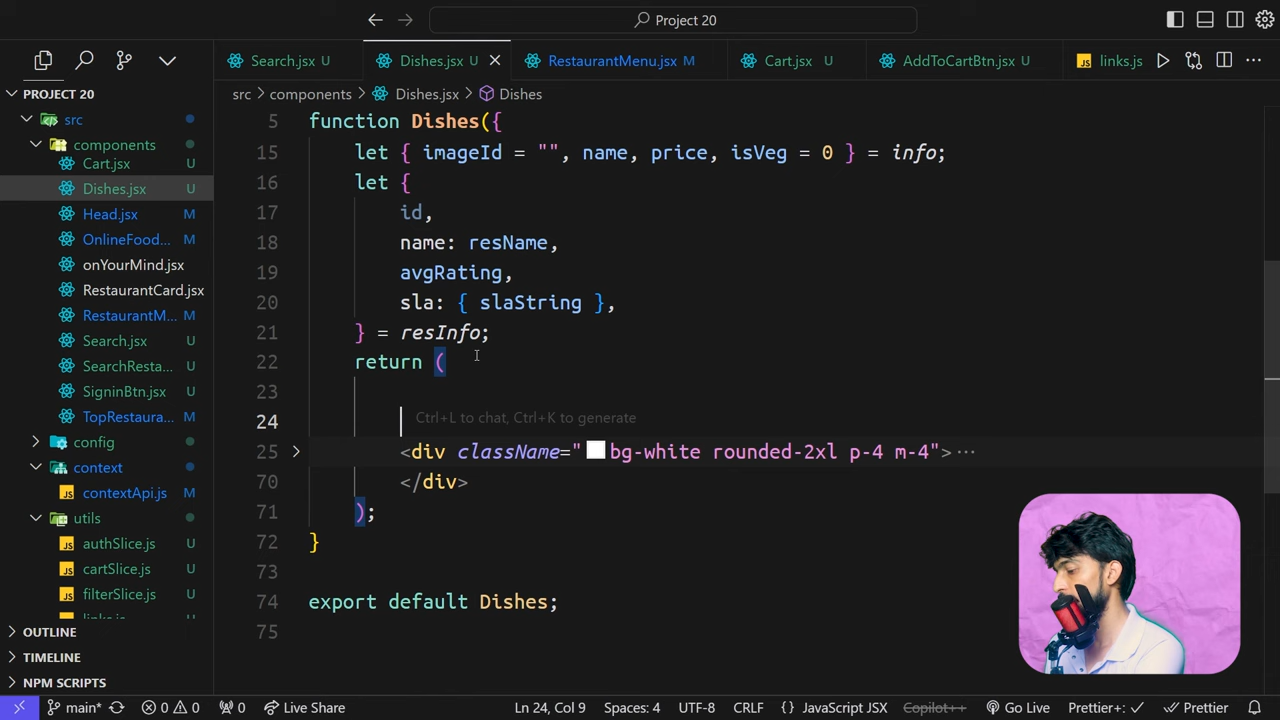 Project 20
Search.jsx U
Dishes.jsx U
RestaurantMenu.jsx M
Cart.jsx U
AddToCartBtn.jsx U
links.js
PROJECT 20
src
components
Cart.jsx U
Dishes.jsx U
Head.jsx M
OnlineFood... M
onYourMind.jsx
RestaurantCard.jsx
RestaurantM... M
Search.jsx U
SearchResta... U
SigninBtn.jsx U
TopRestaura... M
config
context
contextApi.js U
utils
authSlice.js U
cartSlice.js U
filterSlice.js U
OUTLINE
TIMELINE
NPM SCRIPTS
src > components > Dishes.jsx > Dishes
5 function Dishes({
15 let { imageId = "", name, price, isVeg = 0 } = info;
16 let {
17 id,
18 name: resName,
19 avgRating,
20 sla: { slaString },
21 } = resInfo;
22 return (
23
24 Ctrl+L to chat, Ctrl+K to generate
25 <div className="bg-white rounded-2xl p-4 m-4">...
70 </div>
71 );
72 }
73
74 export default Dishes;
75
main*
0 0
0
Live Share
Ln 24, Col 9
Spaces: 4
UTF-8
CRLF
{} JavaScript JSX
Copilot++
Go Live
Prettier+:
Prettier